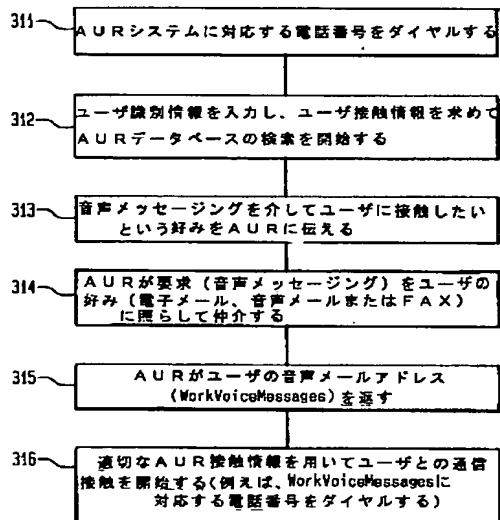 311
AURシステムに対応する電話番号をダイヤルする
312
ユーザ識別情報を入力し、ユーザ接触情報を求めて
AURデータベースの検索を開始する
313
音声メッセージングを介してユーザに接触したい
という好みをAURに伝える
314
AURが要求(音声メッセージング)をユーザの
好み(電子メール、音声メールまたはFAX)
に照らして仲介する
315
AURがユーザの音声メールアドレス
(WorkVoiceMessages)を返す
316
適切なAUR接触情報を用いてユーザとの通信
接触を開始する(例えば、WorkVoiceMessagesに
対応する電話番号をダイヤルする)